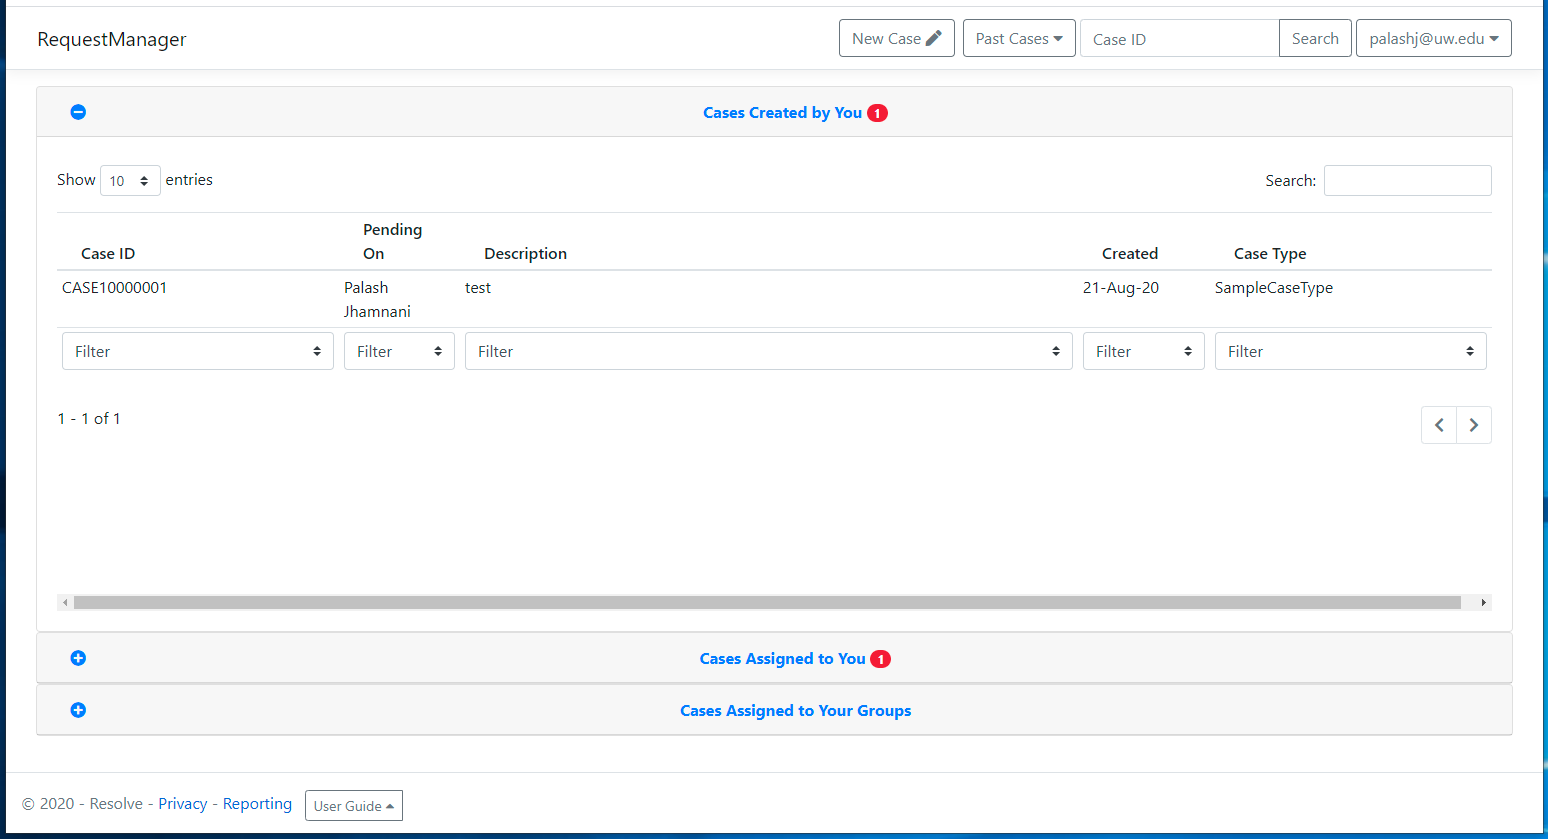 RequestManager
New Case
Past Cases
Case ID
Search
palashj@uw.edu
Cases Created by You 1
Show 10 entries
Search:
Case ID
Pending
On
Description
Created
Case Type
CASE10000001
Palash
Jhamnani
test
21-Aug-20
SampleCaseType
Filter
Filter
Filter
Filter
Filter
1 - 1 of 1
Cases Assigned to You 1
Cases Assigned to Your Groups
© 2020 - Resolve - Privacy - Reporting
User Guide